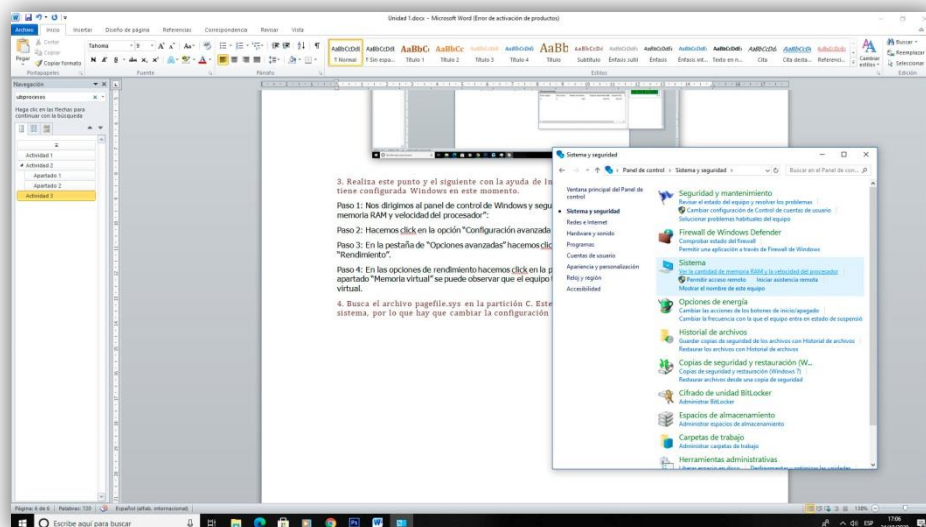 Unidad 1.docx - Microsoft Word (Error de activación de productos)
Archivo Inicio Insertar Diseño de página Referencias Correspondencia Revisar Vista
Pegar
Cortar
Copiar
Copiar formato
Portapapeles
Tahoma
Fuente
Párrafo
AaBbCcDdI AaBbCcDdI AaBbCc AaBbCc
¶ Normal ¶ Sin espa... Título 1 Título 2 Título 3 Título 4 Título Subtítulo Énfasis sutil Énfasis Énfasis int... Texto en n... Cita Cita desta... Referenci...
Estilos
Cambiar estilos
Buscar
Reemplazar
Seleccionar
Edición
Navegación
ubprocesos
Haga clic en las flechas para
continuar con la búsqueda
Actividad 1
Actividad 2
Apartado 1
Apartado 2
Actividad 3
3. Realiza este punto y el siguiente con la ayuda de
tiene configurada Windows en este momento.
Paso 1: Nos dirigimos al panel de control de Windows y
memoria RAM y velocidad del procesador":
Paso 2: Hacemos click en la opción "Configuración avanzada
Paso 3: En la pestaña de "Opciones avanzadas" hacemos
"Rendimiento".
Paso 4: En las opciones de rendimiento hacemos click en la
apartado "Memoria virtual" se puede observar que el equipo
virtual.
4. Busca el archivo pagefile.sys en la partición C.
sistema, por lo que hay que cambiar la configuración
Sistema y seguridad
Panel de control > Sistema y seguridad
Buscar en el Panel de con...
Ventana principal del Panel de
control
Sistema y seguridad
Redes e Internet
Hardware y sonido
Programas
Cuentas de usuario
Apariencia y personalización
Reloj y región
Accesibilidad
Seguridad y mantenimiento
Revisar el estado del equipo y resolver los problemas
Cambiar configuración de Control de cuentas de usuario
Solucionar problemas habituales del equipo
Firewall de Windows Defender
Comprobar estado del firewall
Permitir una aplicación a través de Firewall de Windows
Sistema
Ver la cantidad de memoria RAM y la velocidad del procesador
Permitir acceso remoto Iniciar asistencia remota
Mostrar el nombre de este equipo
Opciones de energía
Cambiar las acciones de los botones de inicio/apagado
Cambiar la frecuencia con la que el equipo entra en estado de
Historial de archivos
Guardar copias de seguridad de los archivos con Historial de archivos
Restaurar los archivos con Historial de archivos
Copias de seguridad y restauración (W...
Copias de seguridad y restauración (Windows 7)
Restaurar archivos desde una copia de seguridad
Cifrado de unidad BitLocker
Administrar BitLocker
Espacios de almacenamiento
Administrar espacios de almacenamiento
Carpetas de trabajo
Administrar carpetas de trabajo
Herramientas administrativas
Página: 6 de 6 Palabras: 720 Español (alfab. internacional) 138%
Escribe aquí para buscar
ESP 17:06